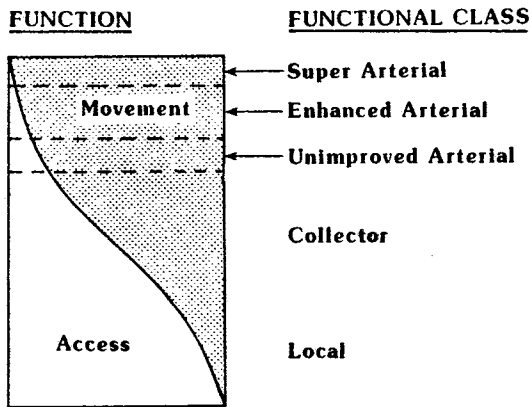 FUNCTION
FUNCTIONAL CLASS
Super Arterial
Movement
Enhanced Arterial
Unimproved Arterial
Collector
Access
Local